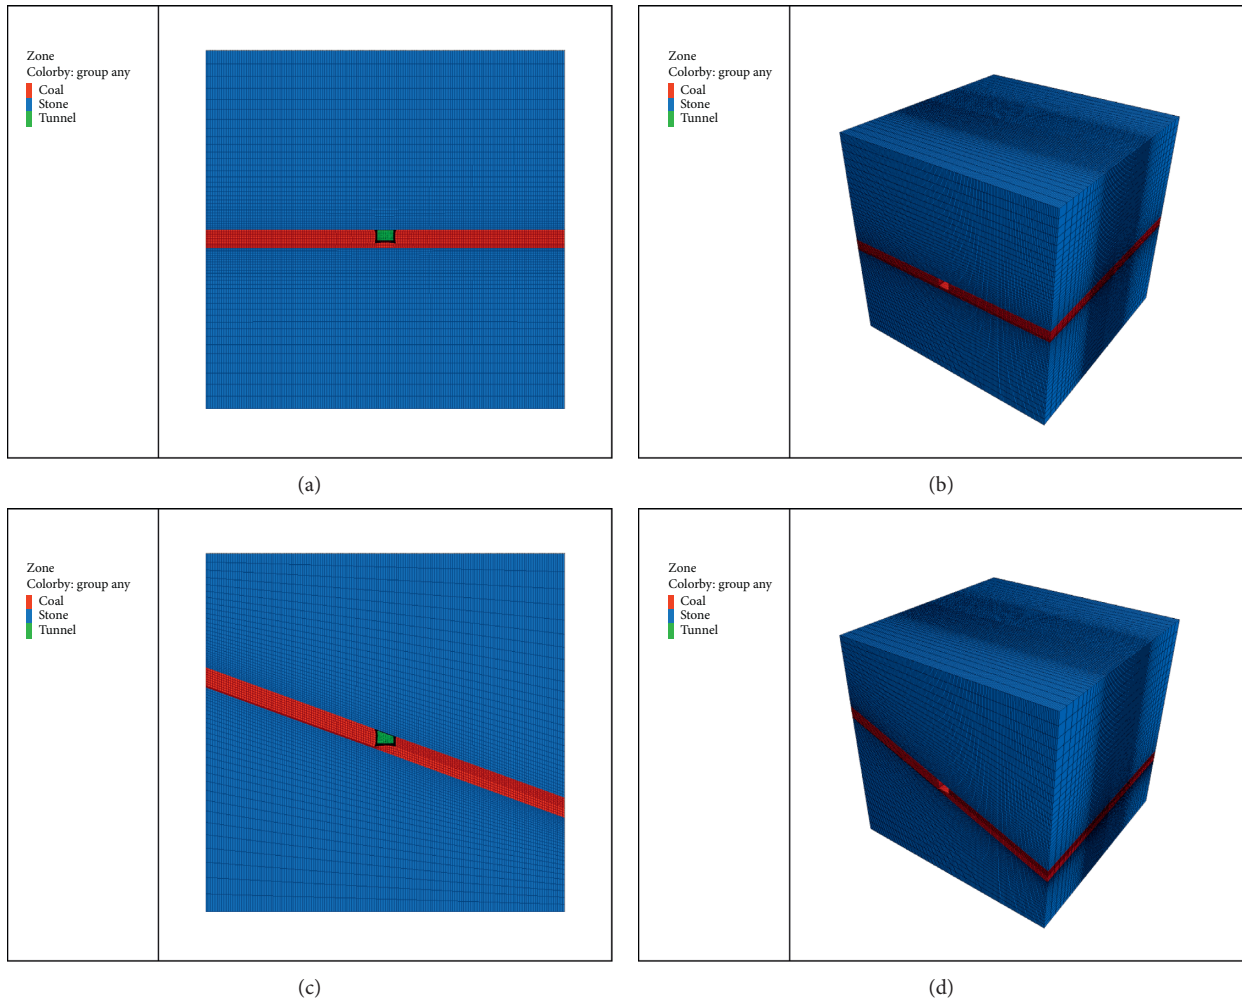 Zone
Colorby: group any
Coal
Stone
Tunnel
(a)
Zone
Colorby: group any
Coal
Stone
Tunnel
(b)
Zone
Colorby: group any
Coal
Stone
Tunnel
(c)
Zone
Colorby: group any
Coal
Stone
Tunnel
(d)